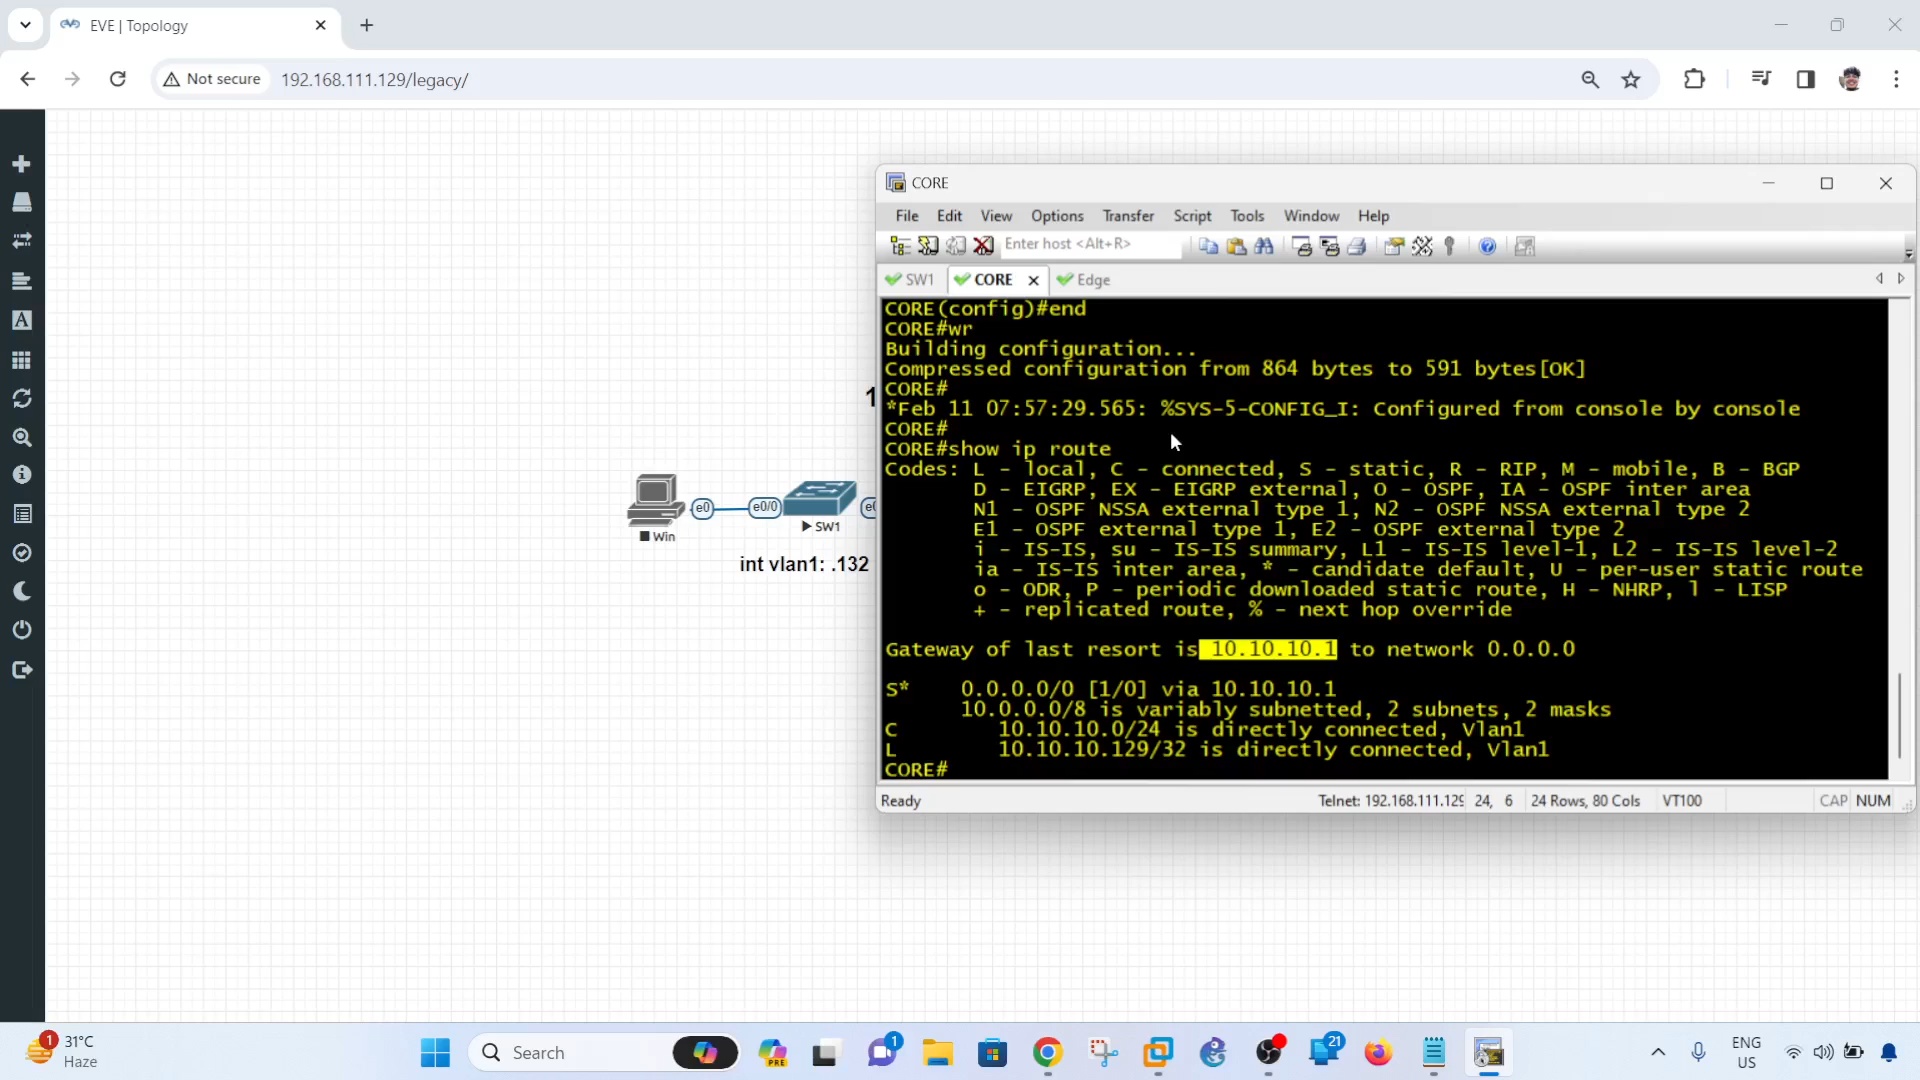 EVE | Topology
Not secure
192.168.111.129/legacy/
CORE
File Edit View Options Transfer Script Tools Window Help
Enter host <Alt+R>
SW1 CORE Edge
CORE(config)#end
CORE#wr
Building configuration...
Compressed configuration from 864 bytes to 591 bytes[OK]
CORE#
*Feb 11 07:57:29.565: %SYS-5-CONFIG_I: Configured from console by console
CORE#
CORE#show ip route
Codes: L - local, C - connected, S - static, R - RIP, M - mobile, B - BGP
D - EIGRP, EX - EIGRP external, O - OSPF, IA - OSPF inter area
N1 - OSPF NSSA external type 1, N2 - OSPF NSSA external type 2
E1 - OSPF external type 1, E2 - OSPF external type 2
i - IS-IS, su - IS-IS summary, L1 - IS-IS level-1, L2 - IS-IS level-2
ia - IS-IS inter area, * - candidate default, U - per-user static route
o - ODR, P - periodic downloaded static route, H - NHRP, l - LISP
+ - replicated route, % - next hop override
Gateway of last resort is 10.10.10.1 to network 0.0.0.0
S* 0.0.0.0/0 [1/0] via 10.10.10.1
10.0.0.0/8 is variably subnetted, 2 subnets, 2 masks
C 10.10.10.0/24 is directly connected, Vlan1
L 10.10.10.129/32 is directly connected, Vlan1
CORE#
Ready Telnet: 192.168.111.129 24, 6 24 Rows, 80 Cols VT100 CAP NUM
1
e0 e0/0 e0
Win SW1
int vlan1: .132
A
1
31°C
Haze
Search
PRE
1
21
ENG
US